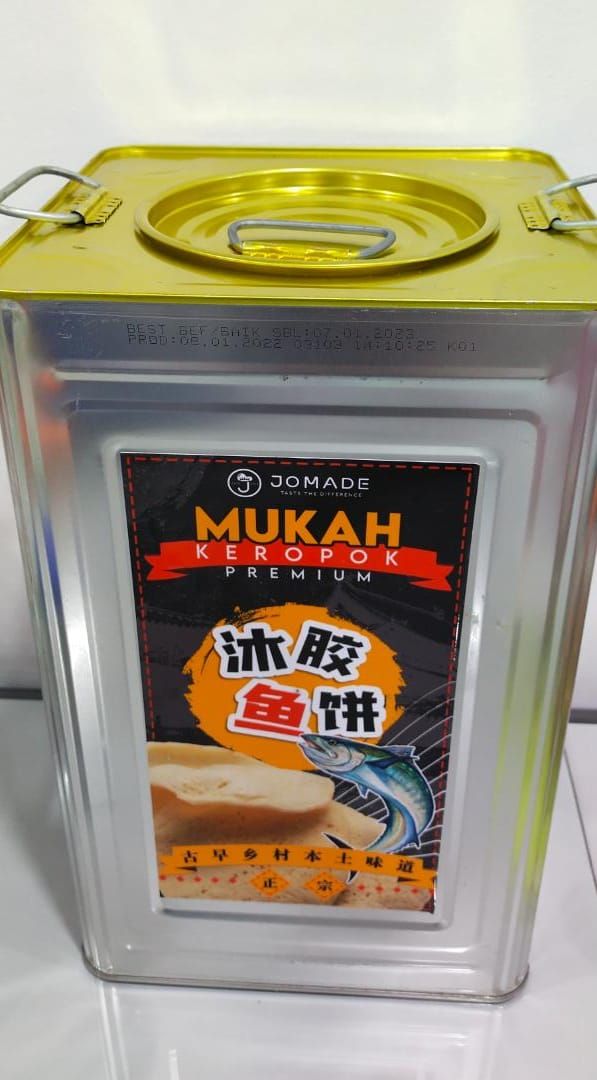 BEST BEF/BAIK SBL:07.01.2023
PROD:08.01.2022 03103 14:10:25 K01
JOMADE
TASTE THE DIFFERENCE
MUKAH
KEROPOK
PREMIUM
沐胶
鱼饼
古早乡村本土味道
正宗